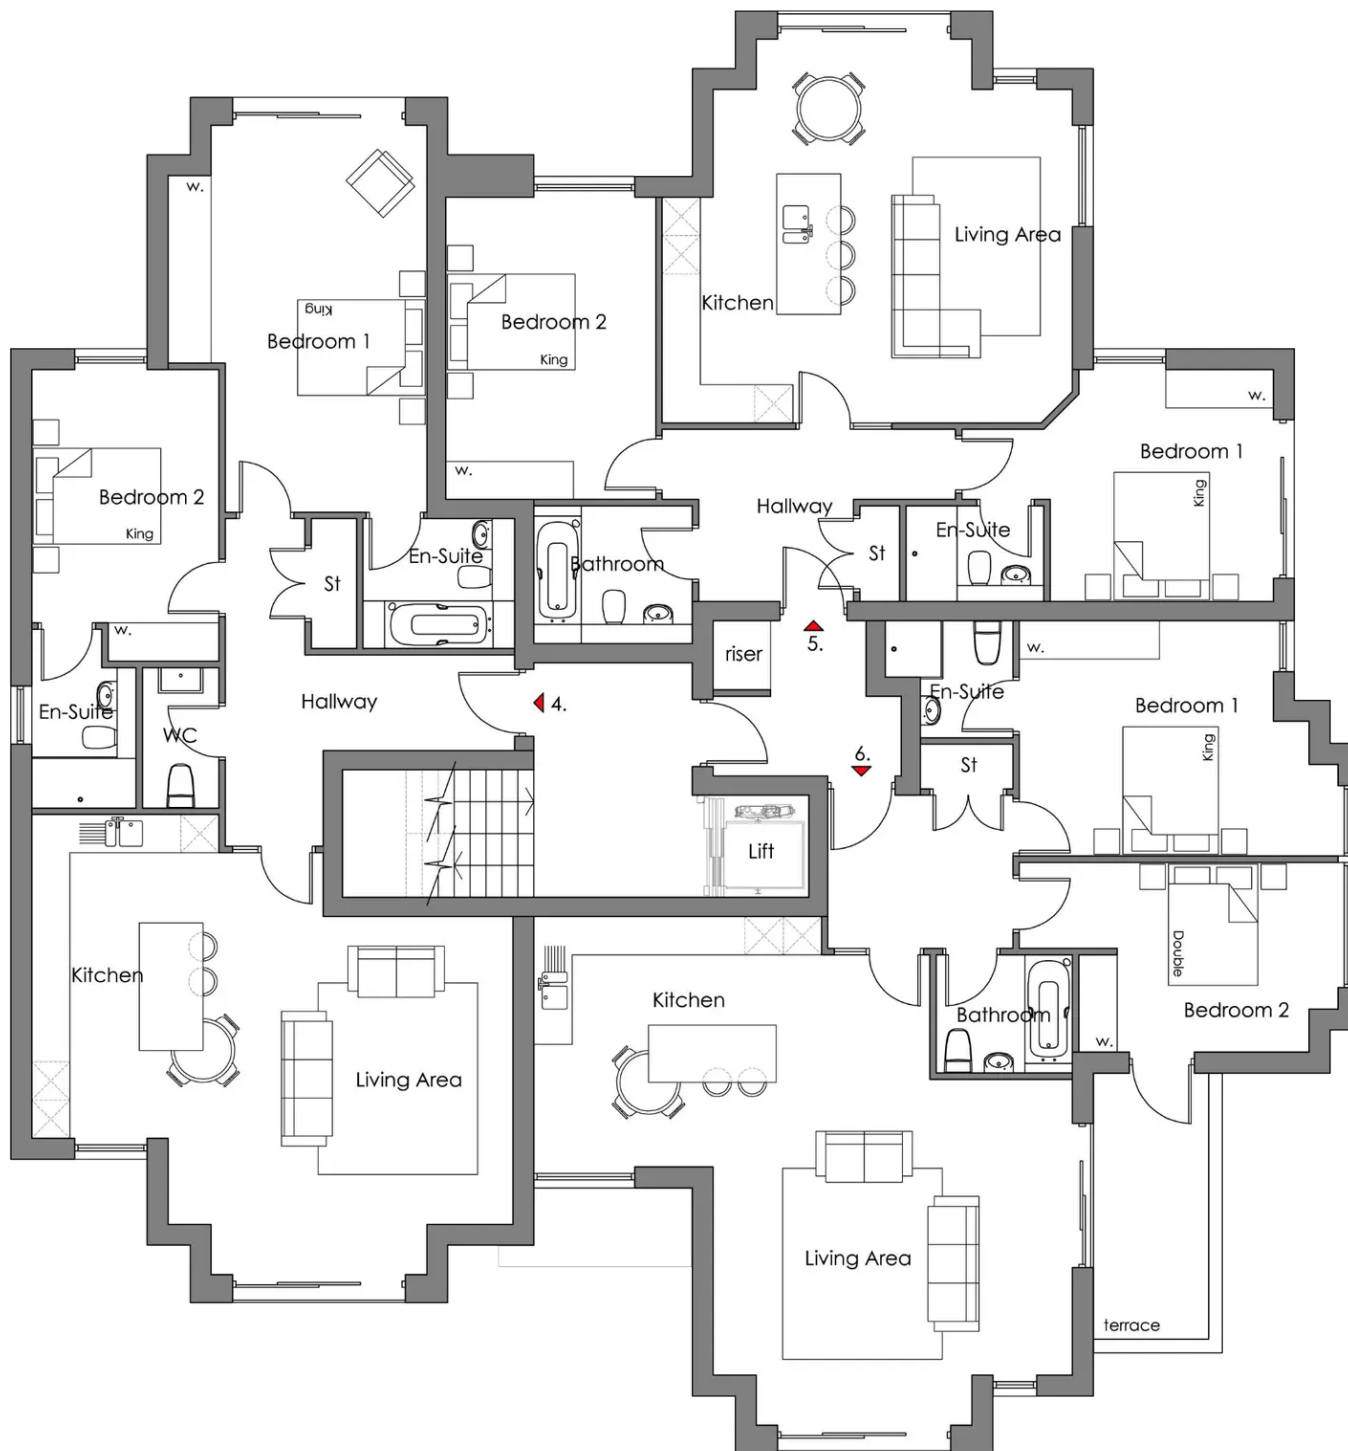 w.
Living Area
Kitchen
Bedroom 2
King
King
Bedroom 1
w.
Bedroom 1
King
w.
Bedroom 2
King
Hallway
En-Suite
En-Suite
St
St
Bathroom
w.
riser
5.
w.
En-Suite
Bedroom 1
King
Hallway
4.
En-Suite
WC
6.
St
Lift
Kitchen
Kitchen
Double
Bedroom 2
Bathroom
w.
Living Area
Living Area
terrace